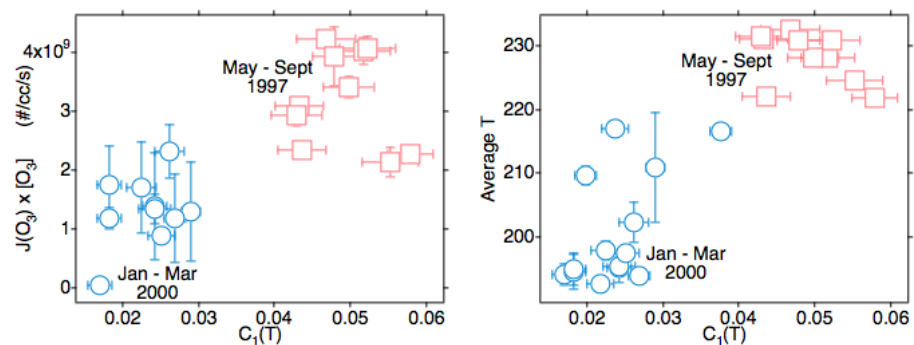 J(O₃) x [O₃] (#/cc/s)
4x10⁹
3
2
1
0
May - Sept
1997
Jan - Mar
2000
0.02 0.03 0.04 0.05 0.06
C₁(T)
Average T
230
220
210
200
May - Sept
1997
Jan - Mar
2000
0.02 0.03 0.04 0.05 0.06
C₁(T)